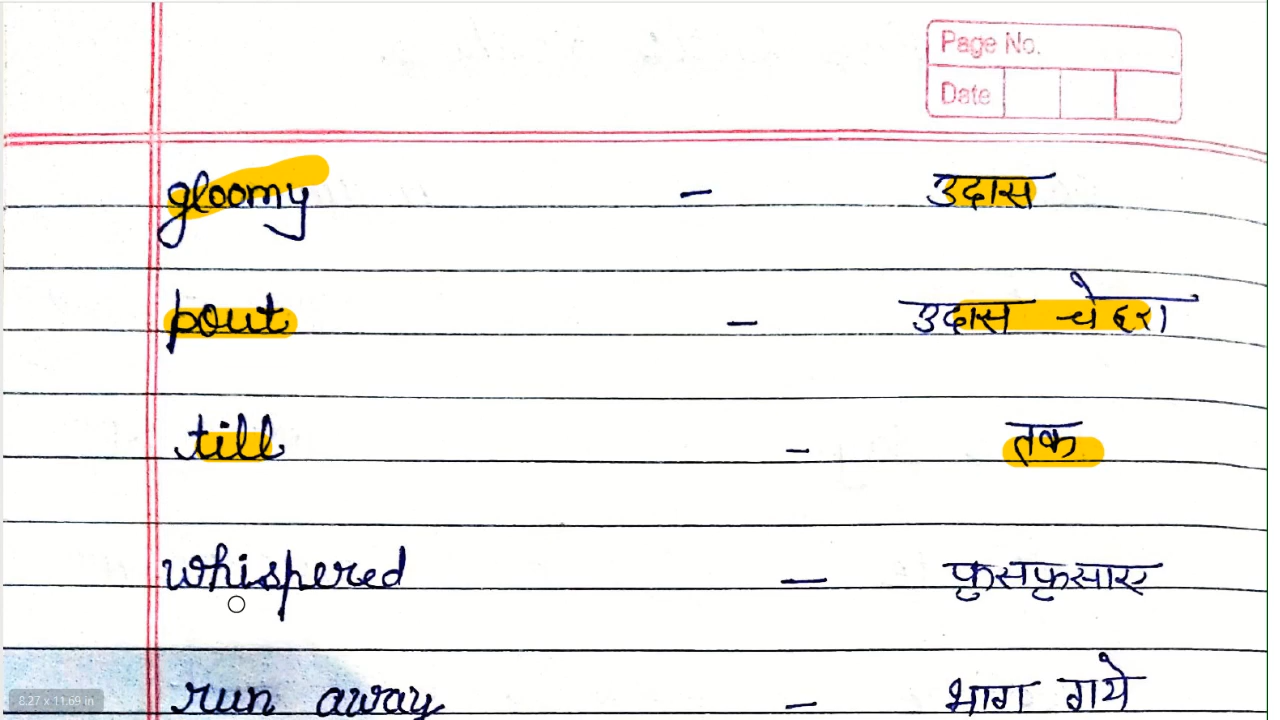 Page No.
Date
gloomy - उदास
pout - उदास चेहरा
till - तक
whispered - फुसफुसाए
run away - भाग गये
8.27 x 11.69 in